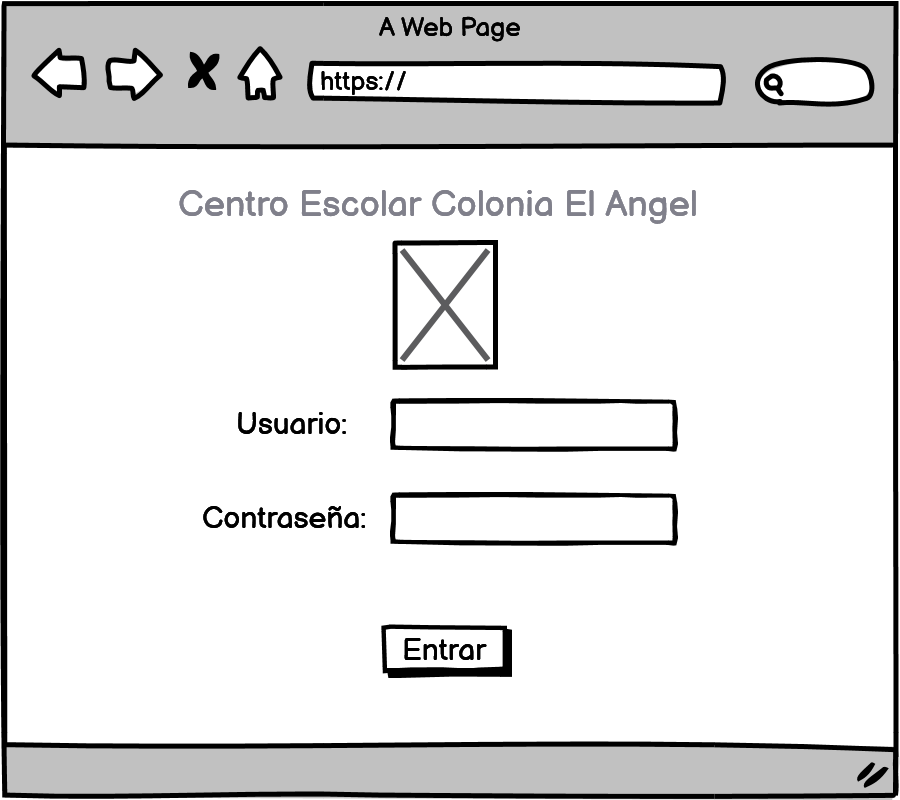 A Web Page
https://
Centro Escolar Colonia El Angel
Usuario:
Contraseña:
Entrar